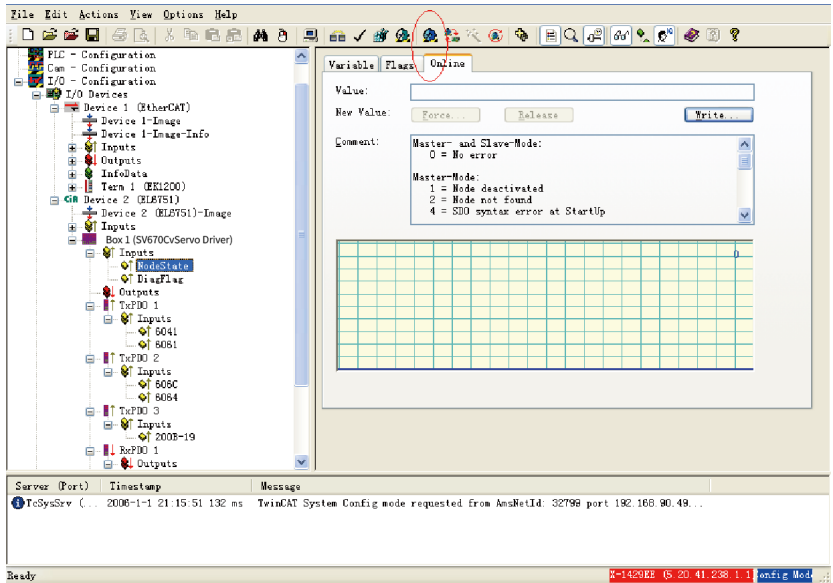 File Edit Actions View Options Help
PLC - Configuration
Cam - Configuration
I/O - Configuration
I/O Devices
Device 1 (EtherCAT)
Device 1-Image
Device 1-Image-Info
Inputs
Outputs
InfoData
Term 1 (EK1200)
Device 2 (EL6751)
Device 2 (EL6751)-Image
Inputs
Box 1 (SV670CvServo Driver)
Inputs
NodeState
DiagFlag
Outputs
TxPDO 1
Inputs
6041
6061
TxPDO 2
Inputs
606C
6064
TxPDO 3
Inputs
200B-19
RxPDO 1
Outputs
Variable Flags Online
Value:
New Value: Force... Release Write...
Comment: Master- and Slave-Mode:
0 = No error
Master-Mode:
1 = Node deactivated
2 = Node not found
4 = SDO syntax error at StartUp
0
Server (Port) Timestamp Message
TcSysSrv (... 2006-1-1 21:15:51 132 ms TwinCAT System Config mode requested from AmsNetId: 32799 port 192.168.90.49...
Ready X-1429EE (5.20.41.238.1.1) Config Mod